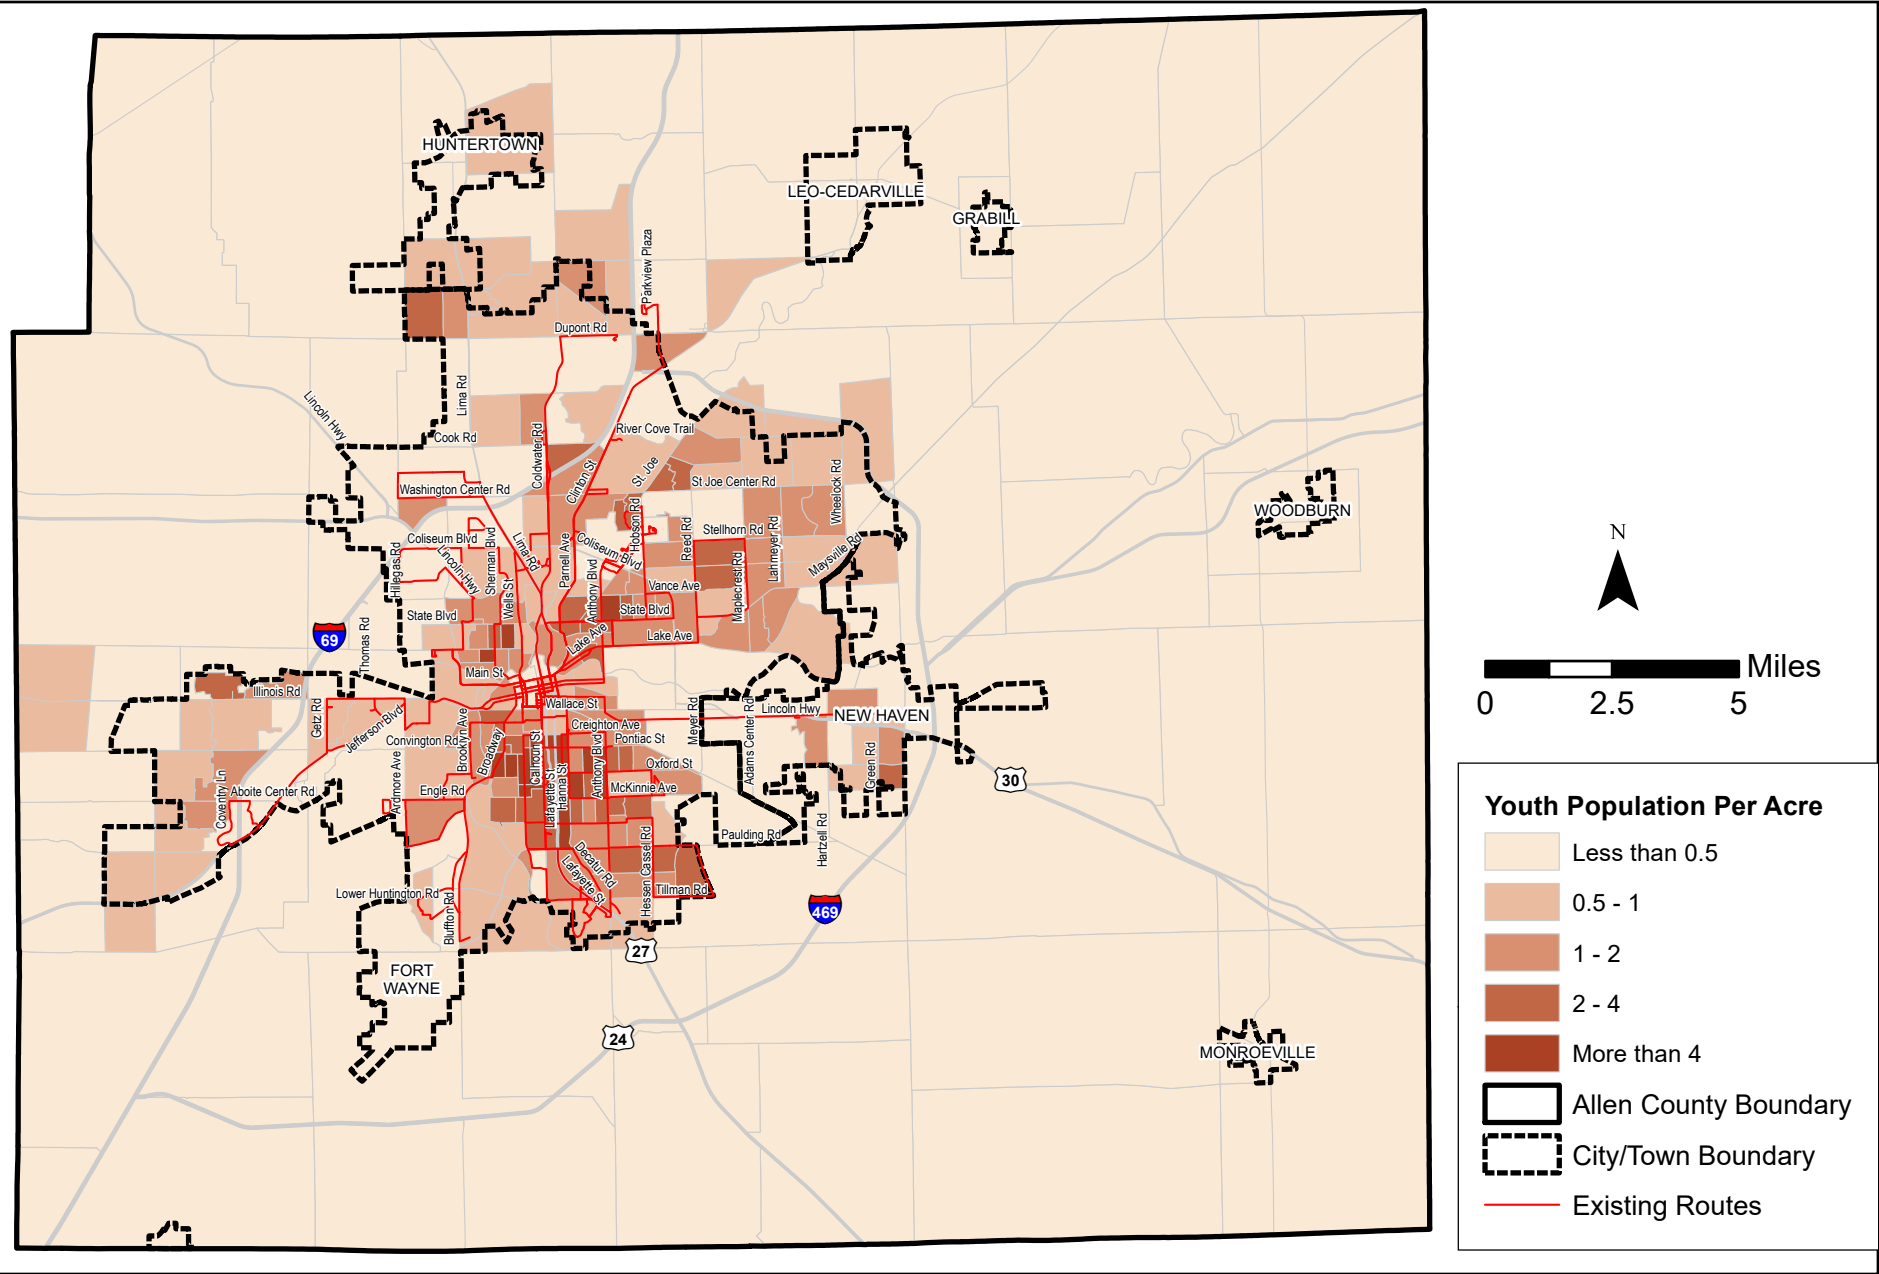 HUNTERTOWN
LEO-CEDARVILLE
GRABILL
Parkview Plaza
Dupont Rd
Lincoln Hwy
Lima Rd
Cook Rd
Coldwater Rd
River Cove Trail
Clinton St
St. Joe
St Joe Center Rd
Washington Center Rd
Wheelock Rd
WOODBURN
Hobson Rd
Reed Rd
Stellhorn Rd
Lahmeyer Rd
Maysville Rd
Coliseum Blvd
Lincoln Hwy
Hillegas Rd
Sherman Blvd
Lima Rd
Parnell Ave
Coliseum Blvd
Anthony Blvd
Maplecrest Rd
Vance Ave
Wells St
State Blvd
State Blvd
Lake Ave
Lake Ave
69
Thomas Rd
Main St
Illinois Rd
Getz Rd
Jefferson Blvd
Wallace St
Creighton Ave
Meyer Rd
Adams Center Rd
Lincoln Hwy
NEW HAVEN
Convington Rd
Brooklyn Ave
Broadway
Calhoun St
Pontiac St
Anthony Blvd
Oxford St
Green Rd
30
Coventry Ln
Aboite Center Rd
Ardmore Ave
Engle Rd
Lafayette St
Hanna St
McKinnie Ave
Paulding Rd
Hartzell Rd
Hessen Cassel Rd
Decatur Rd
Lafayette St
Tillman Rd
Lower Huntington Rd
Bluffton Rd
469
27
FORT
WAYNE
24
MONROEVILLE
N
Miles
0
2.5
5
Youth Population Per Acre
Less than 0.5
0.5 - 1
1 - 2
2 - 4
More than 4
Allen County Boundary
City/Town Boundary
Existing Routes